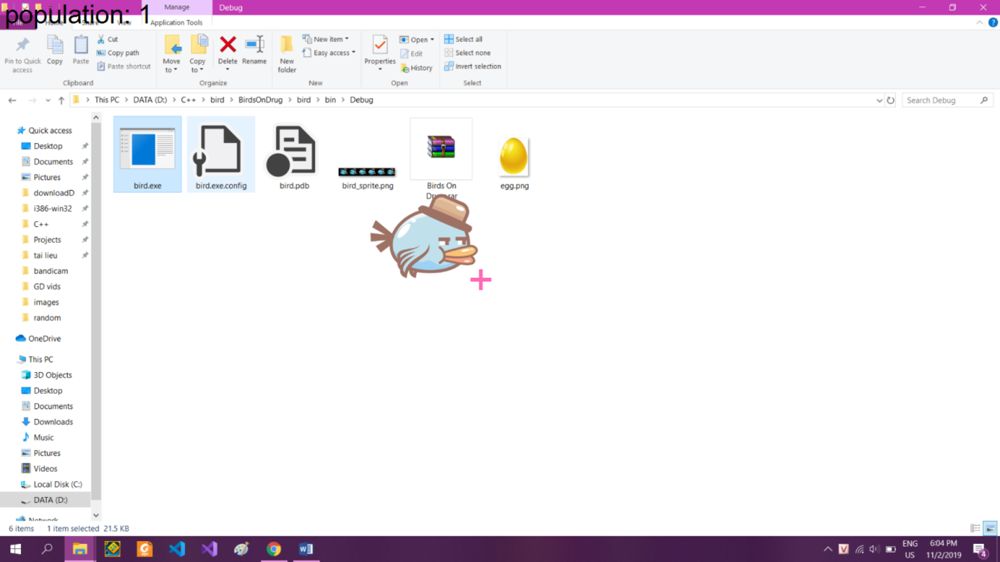 Manage
Debug
population: 1
Home
Share
View
Application Tools
Pin to Quick access
Copy
Paste
Cut
Copy path
Paste shortcut
Move to
Copy to
Delete
Rename
New folder
New item
Easy access
Properties
Open
Edit
History
Select all
Select none
Invert selection
Clipboard
Organize
New
Open
Select
This PC > DATA (D:) > C++ > bird > BirdsOnDrug > bird > bin > Debug
Search Debug
Quick access
Desktop
Documents
Pictures
downloadD
i386-win32
C++
Projects
tai lieu
bandicam
GD vids
images
random
OneDrive
This PC
3D Objects
Desktop
Documents
Downloads
Music
Pictures
Videos
Local Disk (C:)
DATA (D:)
Network
bird.exe
bird.exe.config
bird.pdb
bird_sprite.png
Birds On
egg.png
6 items
1 item selected 21.5 KB
ENG
US
6:04 PM
11/2/2019
4